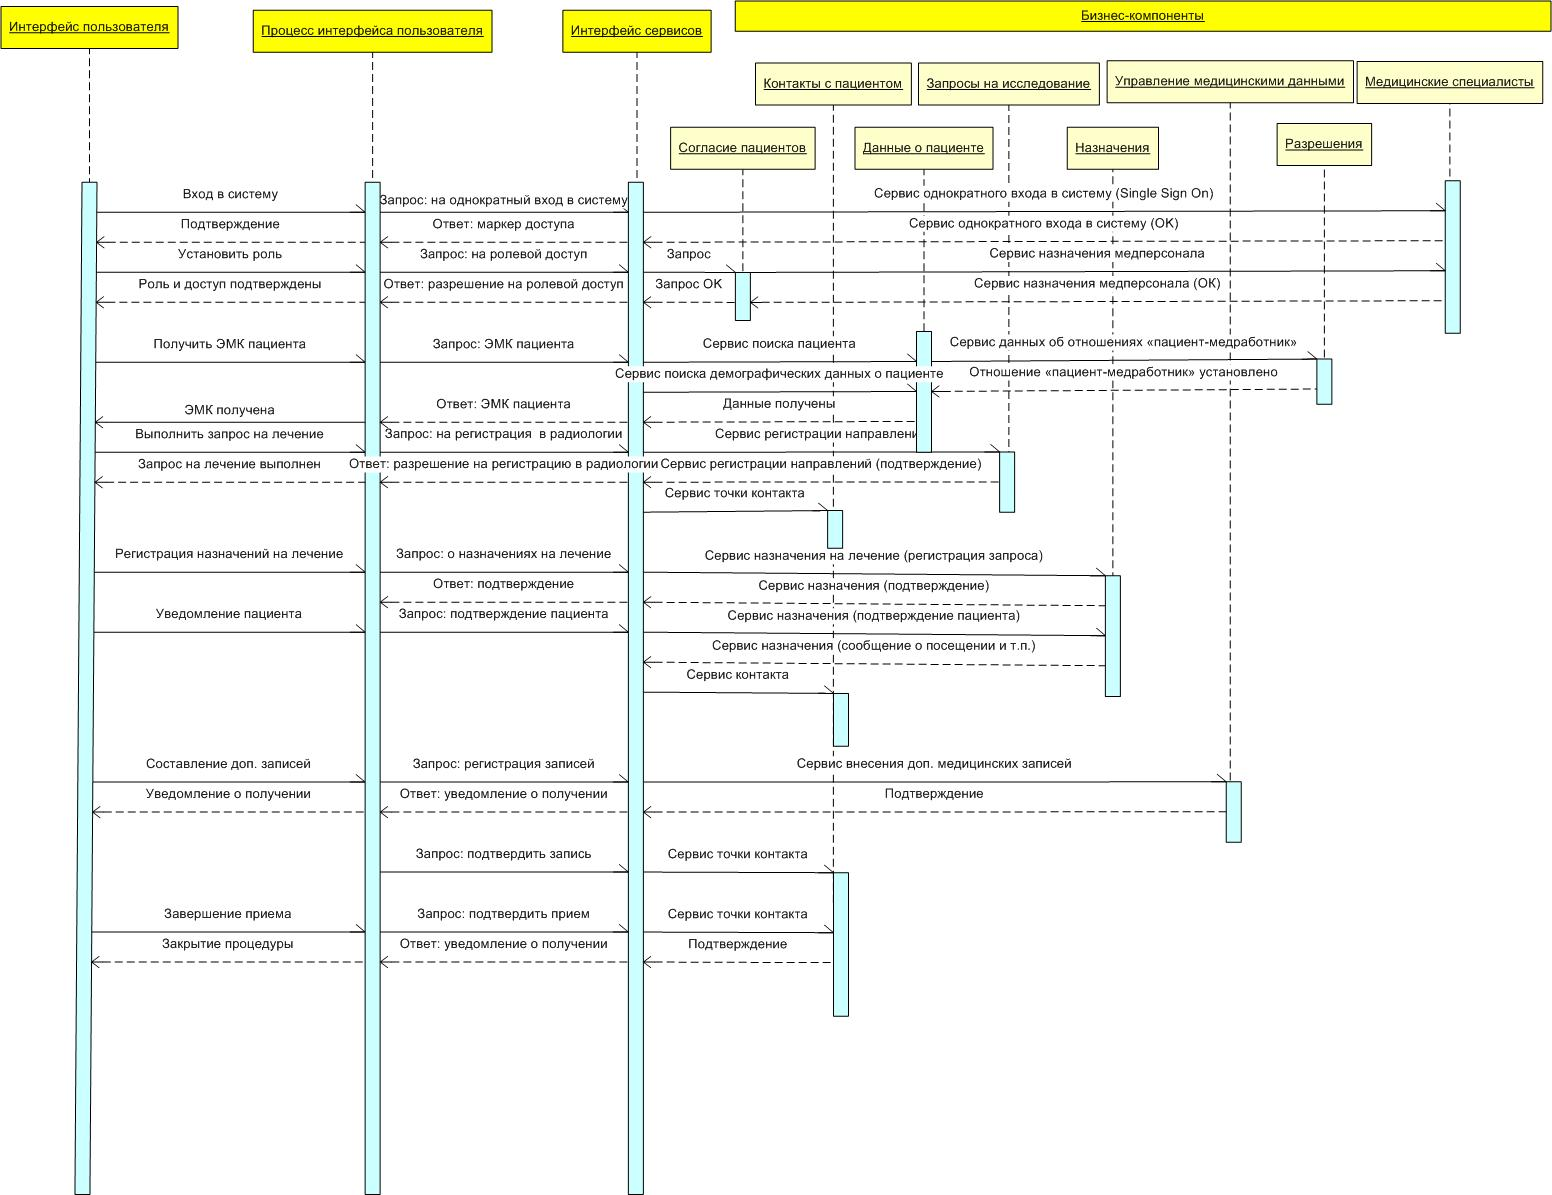 Интерфейс пользователя
Процесс интерфейса пользователя
Интерфейс сервисов
Бизнес-компоненты
Контакты с пациентом
Запросы на исследование
Управление медицинскими данными
Медицинские специалисты
Согласие пациентов
Данные о пациенте
Назначения
Разрешения
Вход в систему
Запрос: на однократный вход в систему
Сервис однократного входа в систему (Single Sign On)
Подтверждение
Ответ: маркер доступа
Сервис однократного входа в систему (OK)
Установить роль
Запрос: на ролевой доступ
Запрос
Сервис назначения медперсонала
Роль и доступ подтверждены
Ответ: разрешение на ролевой доступ
Запрос OK
Сервис назначения медперсонала (OK)
Получить ЭМК пациента
Запрос: ЭМК пациента
Сервис поиска пациента
Сервис данных об отношениях «пациент-медработник»
Сервис поиска демографических данных о пациенте
Отношение «пациент-медработник» установлено
ЭМК получена
Ответ: ЭМК пациента
Данные получены
Выполнить запрос на лечение
Запрос: на регистрация в радиологии
Сервис регистрации направлени
Запрос на лечение выполнен
Ответ: разрешение на регистрацию в радиологии
Сервис регистрации направлений (подтверждение)
Сервис точки контакта
Регистрация назначений на лечение
Запрос: о назначениях на лечение
Сервис назначения на лечение (регистрация запроса)
Ответ: подтверждение
Сервис назначения (подтверждение)
Уведомление пациента
Запрос: подтверждение пациента
Сервис назначения (подтверждение пациента)
Сервис назначения (сообщение о посещении и т.п.)
Сервис контакта
Составление доп. записей
Запрос: регистрация записей
Сервис внесения доп. медицинских записей
Уведомление о получении
Ответ: уведомление о получении
Подтверждение
Запрос: подтвердить запись
Сервис точки контакта
Завершение приема
Запрос: подтвердить прием
Сервис точки контакта
Закрытие процедуры
Ответ: уведомление о получении
Подтверждение